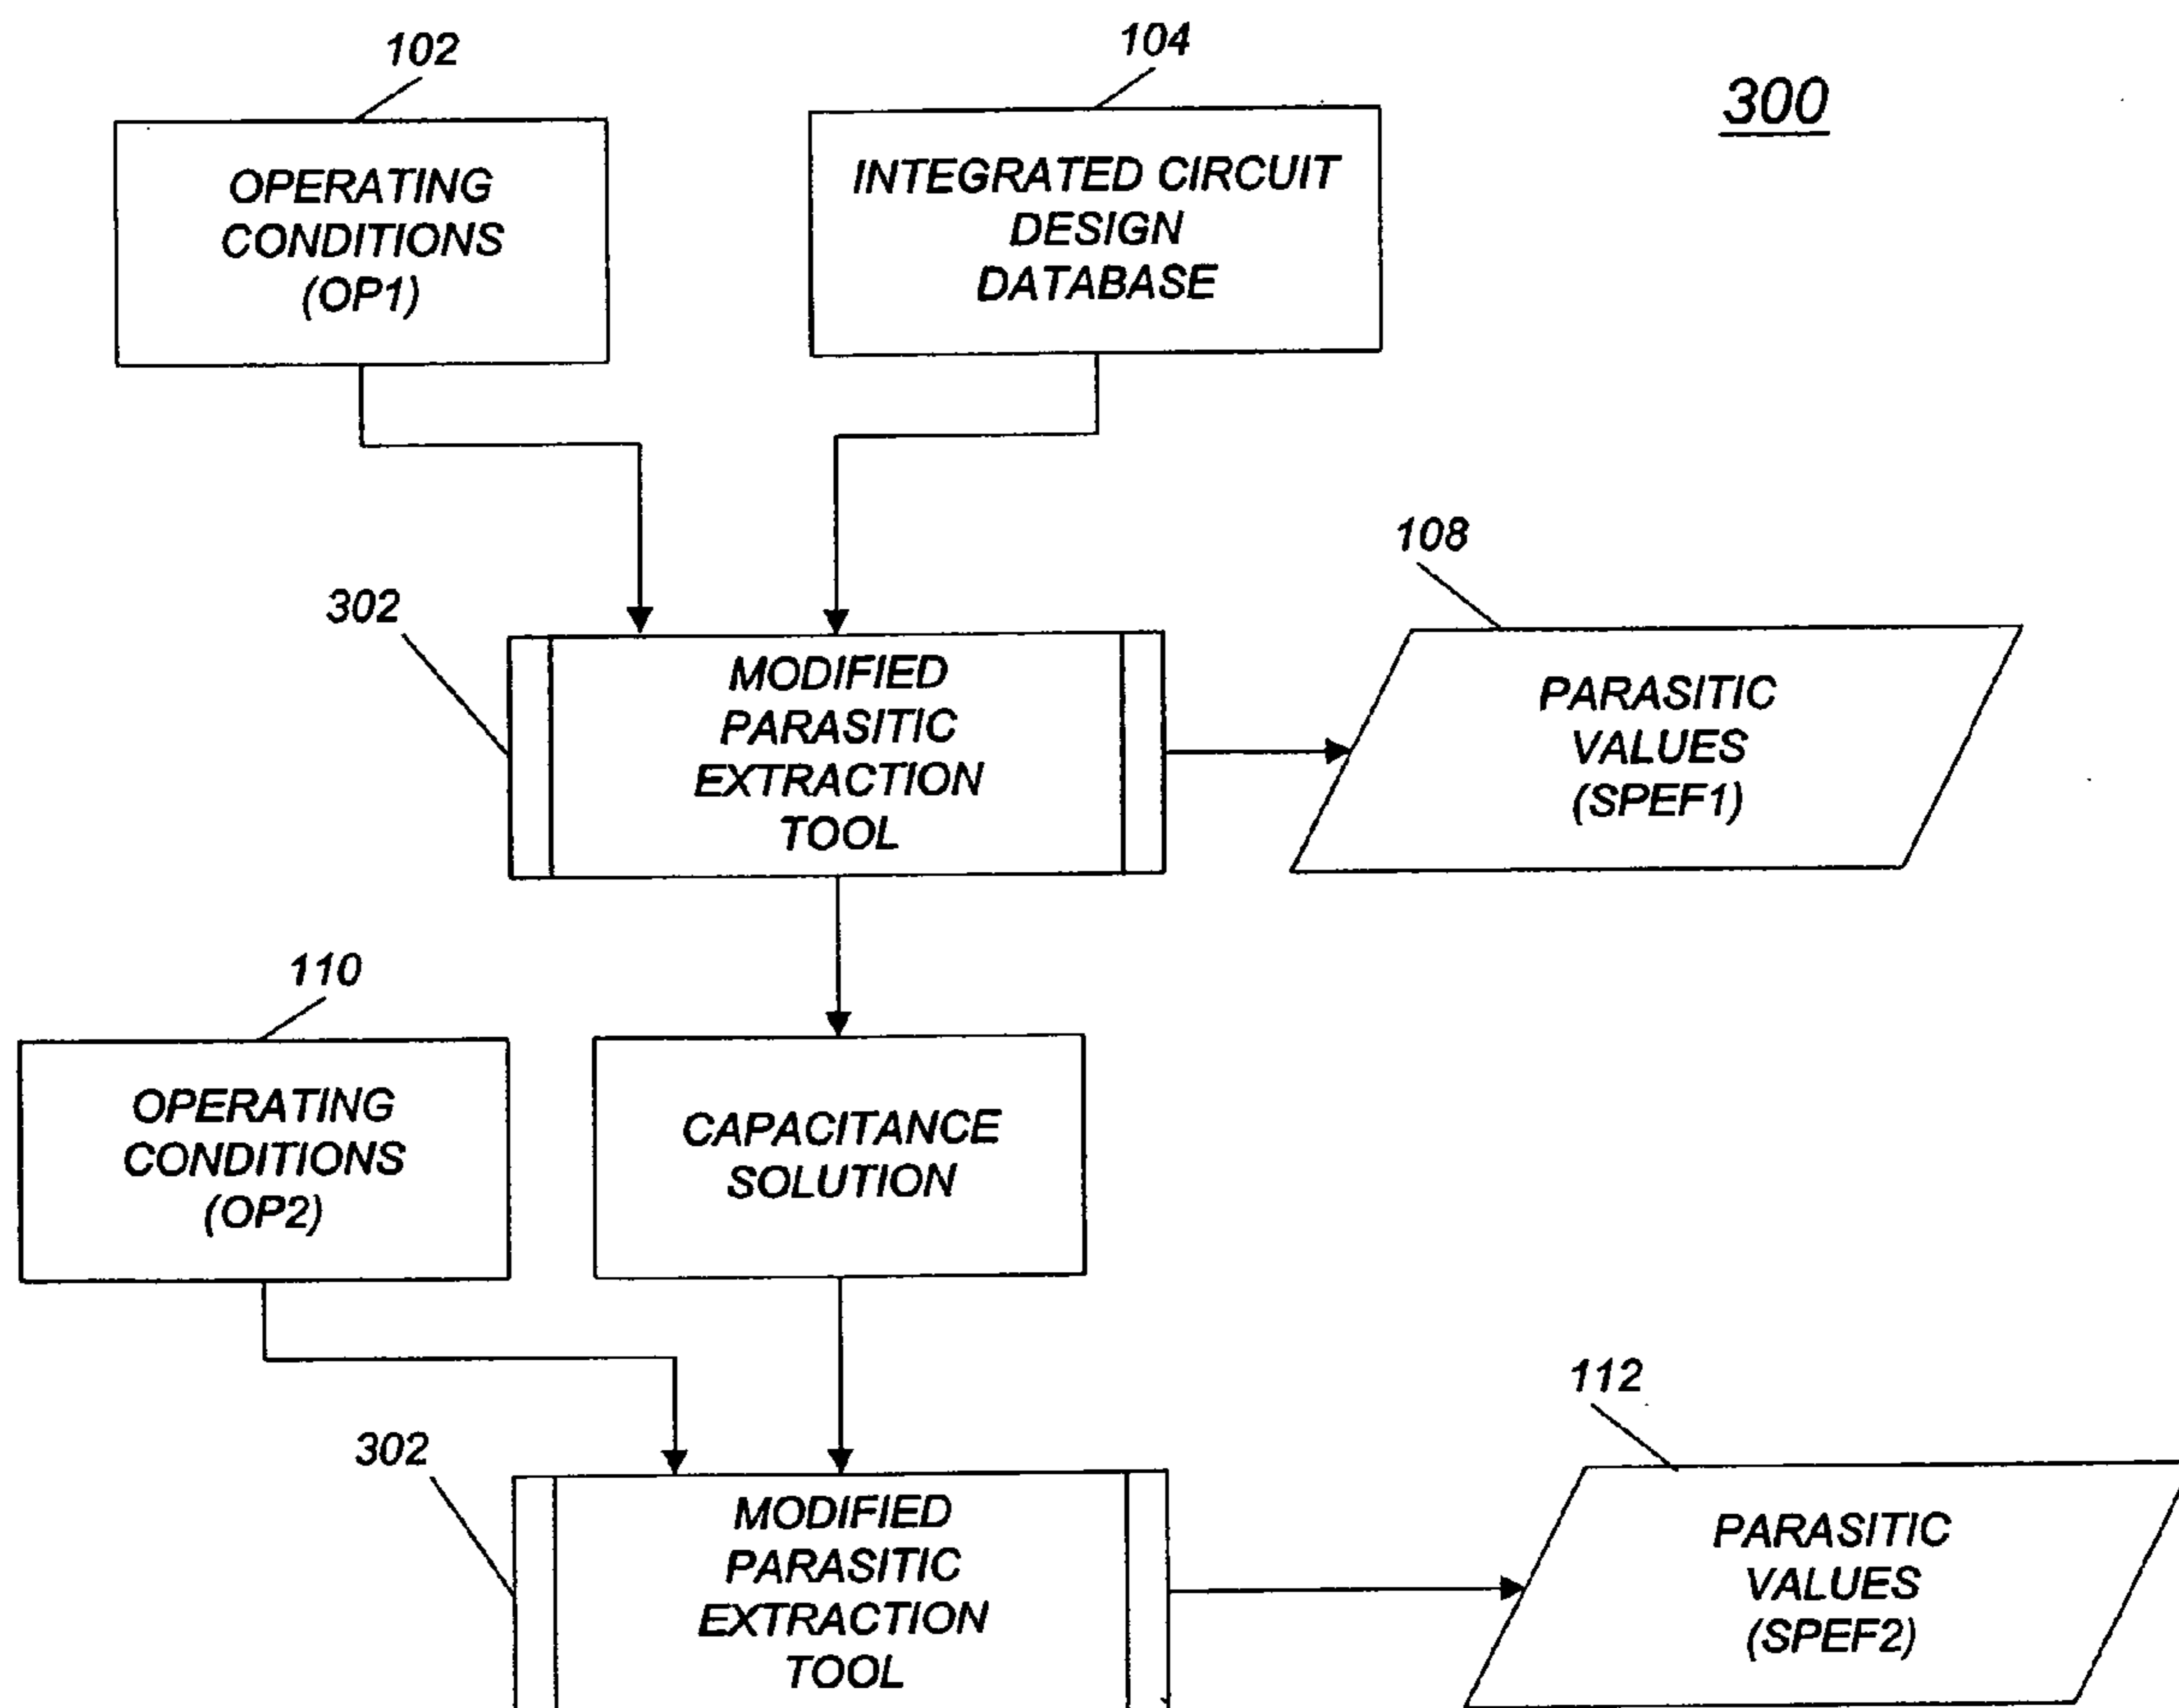 102
104
300
OPERATING
CONDITIONS
(OP1)
INTEGRATED CIRCUIT
DESIGN
DATABASE
108
302
MODIFIED
PARASITIC
EXTRACTION
TOOL
PARASITIC
VALUES
(SPEF1)
110
OPERATING
CONDITIONS
(OP2)
CAPACITANCE
SOLUTION
112
302
MODIFIED
PARASITIC
EXTRACTION
TOOL
PARASITIC
VALUES
(SPEF2)